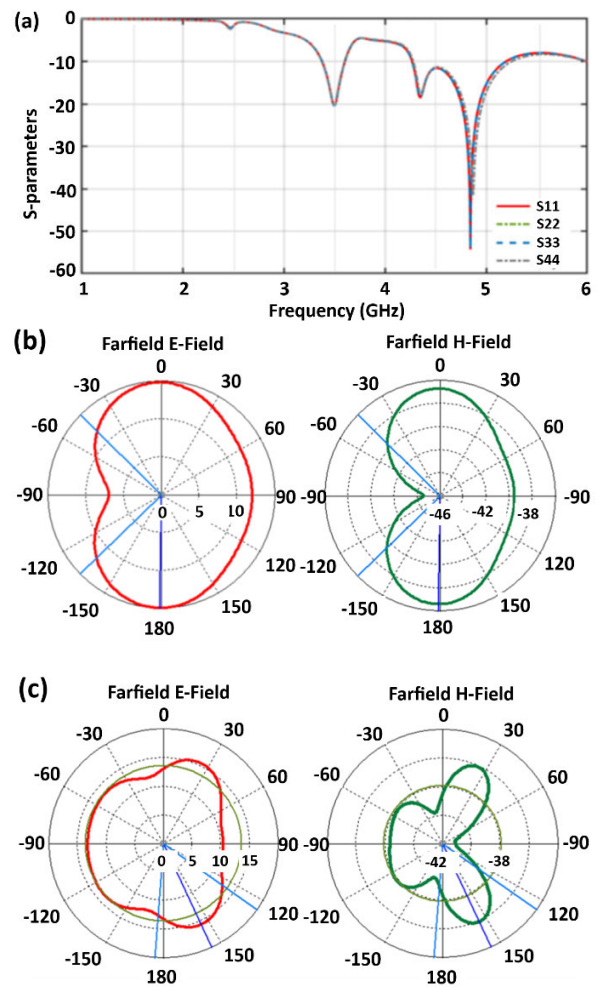 (a)
0
-10
-20
-30
-40
-50
-60
S-parameters
S11
S22
S33
S44
1 2 3 4 5 6
Frequency (GHz)
(b)
Farfield E-Field
0
-30 30
-60 60
-90 0 5 10 90
-120 120
-150 150
180
Farfield H-Field
0
-30 30
-60 60
-90 -46 -42 -38 -90
-120 120
-150 150
180
(c)
Farfield E-Field
0
-30 30
-60 60
-90 0 5 10 15 90
-120 120
-150 150
180
Farfield H-Field
0
-30 30
-60 60
-90 -42 -38 90
-120 120
-150 150
180